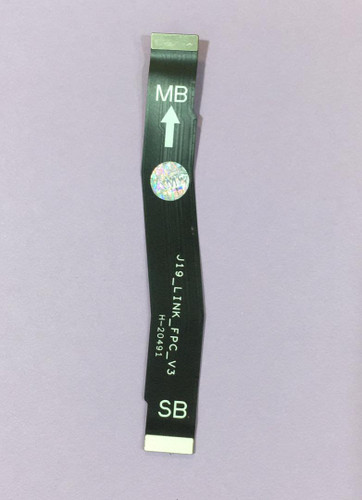 MB
J19_LINK_FPC_V3
H-20491
SB